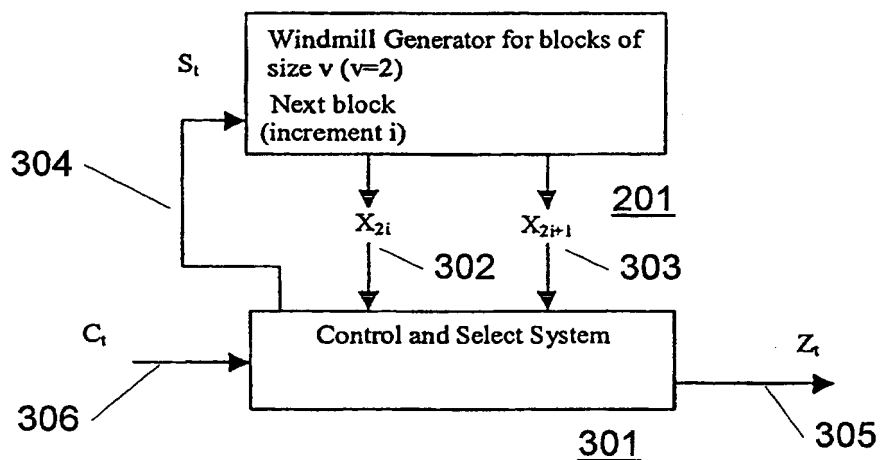 Windmill Generator for blocks of
size v (v=2)
S_t
Next block
(increment i)
304
201
X_2i
X_2i+1
302
303
C_t
Control and Select System
Z_t
306
305
301